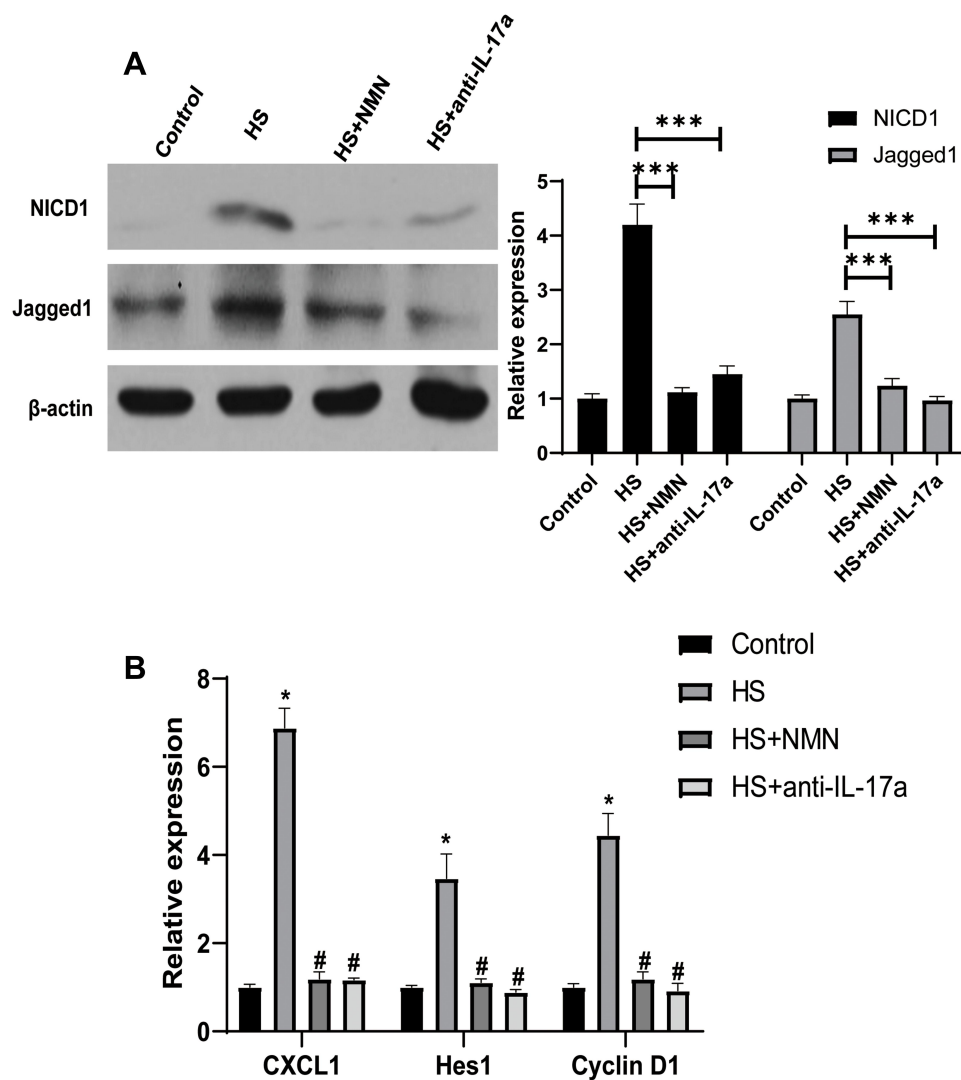 A
Control
HS
HS+NMN
HS+anti-IL-17a
NICD1
Jagged1
β-actin
NICD1
Jagged1
Relative expression
5
4
3
2
1
0
***
***
***
***
Control
HS
HS+NMN
HS+anti-IL-17a
Control
HS
HS+NMN
HS+anti-IL-17a
B
Control
HS
HS+NMN
HS+anti-IL-17a
Relative expression
8
6
4
2
0
*
# #
*
# #
*
# #
CXCL1
Hes1
Cyclin D1